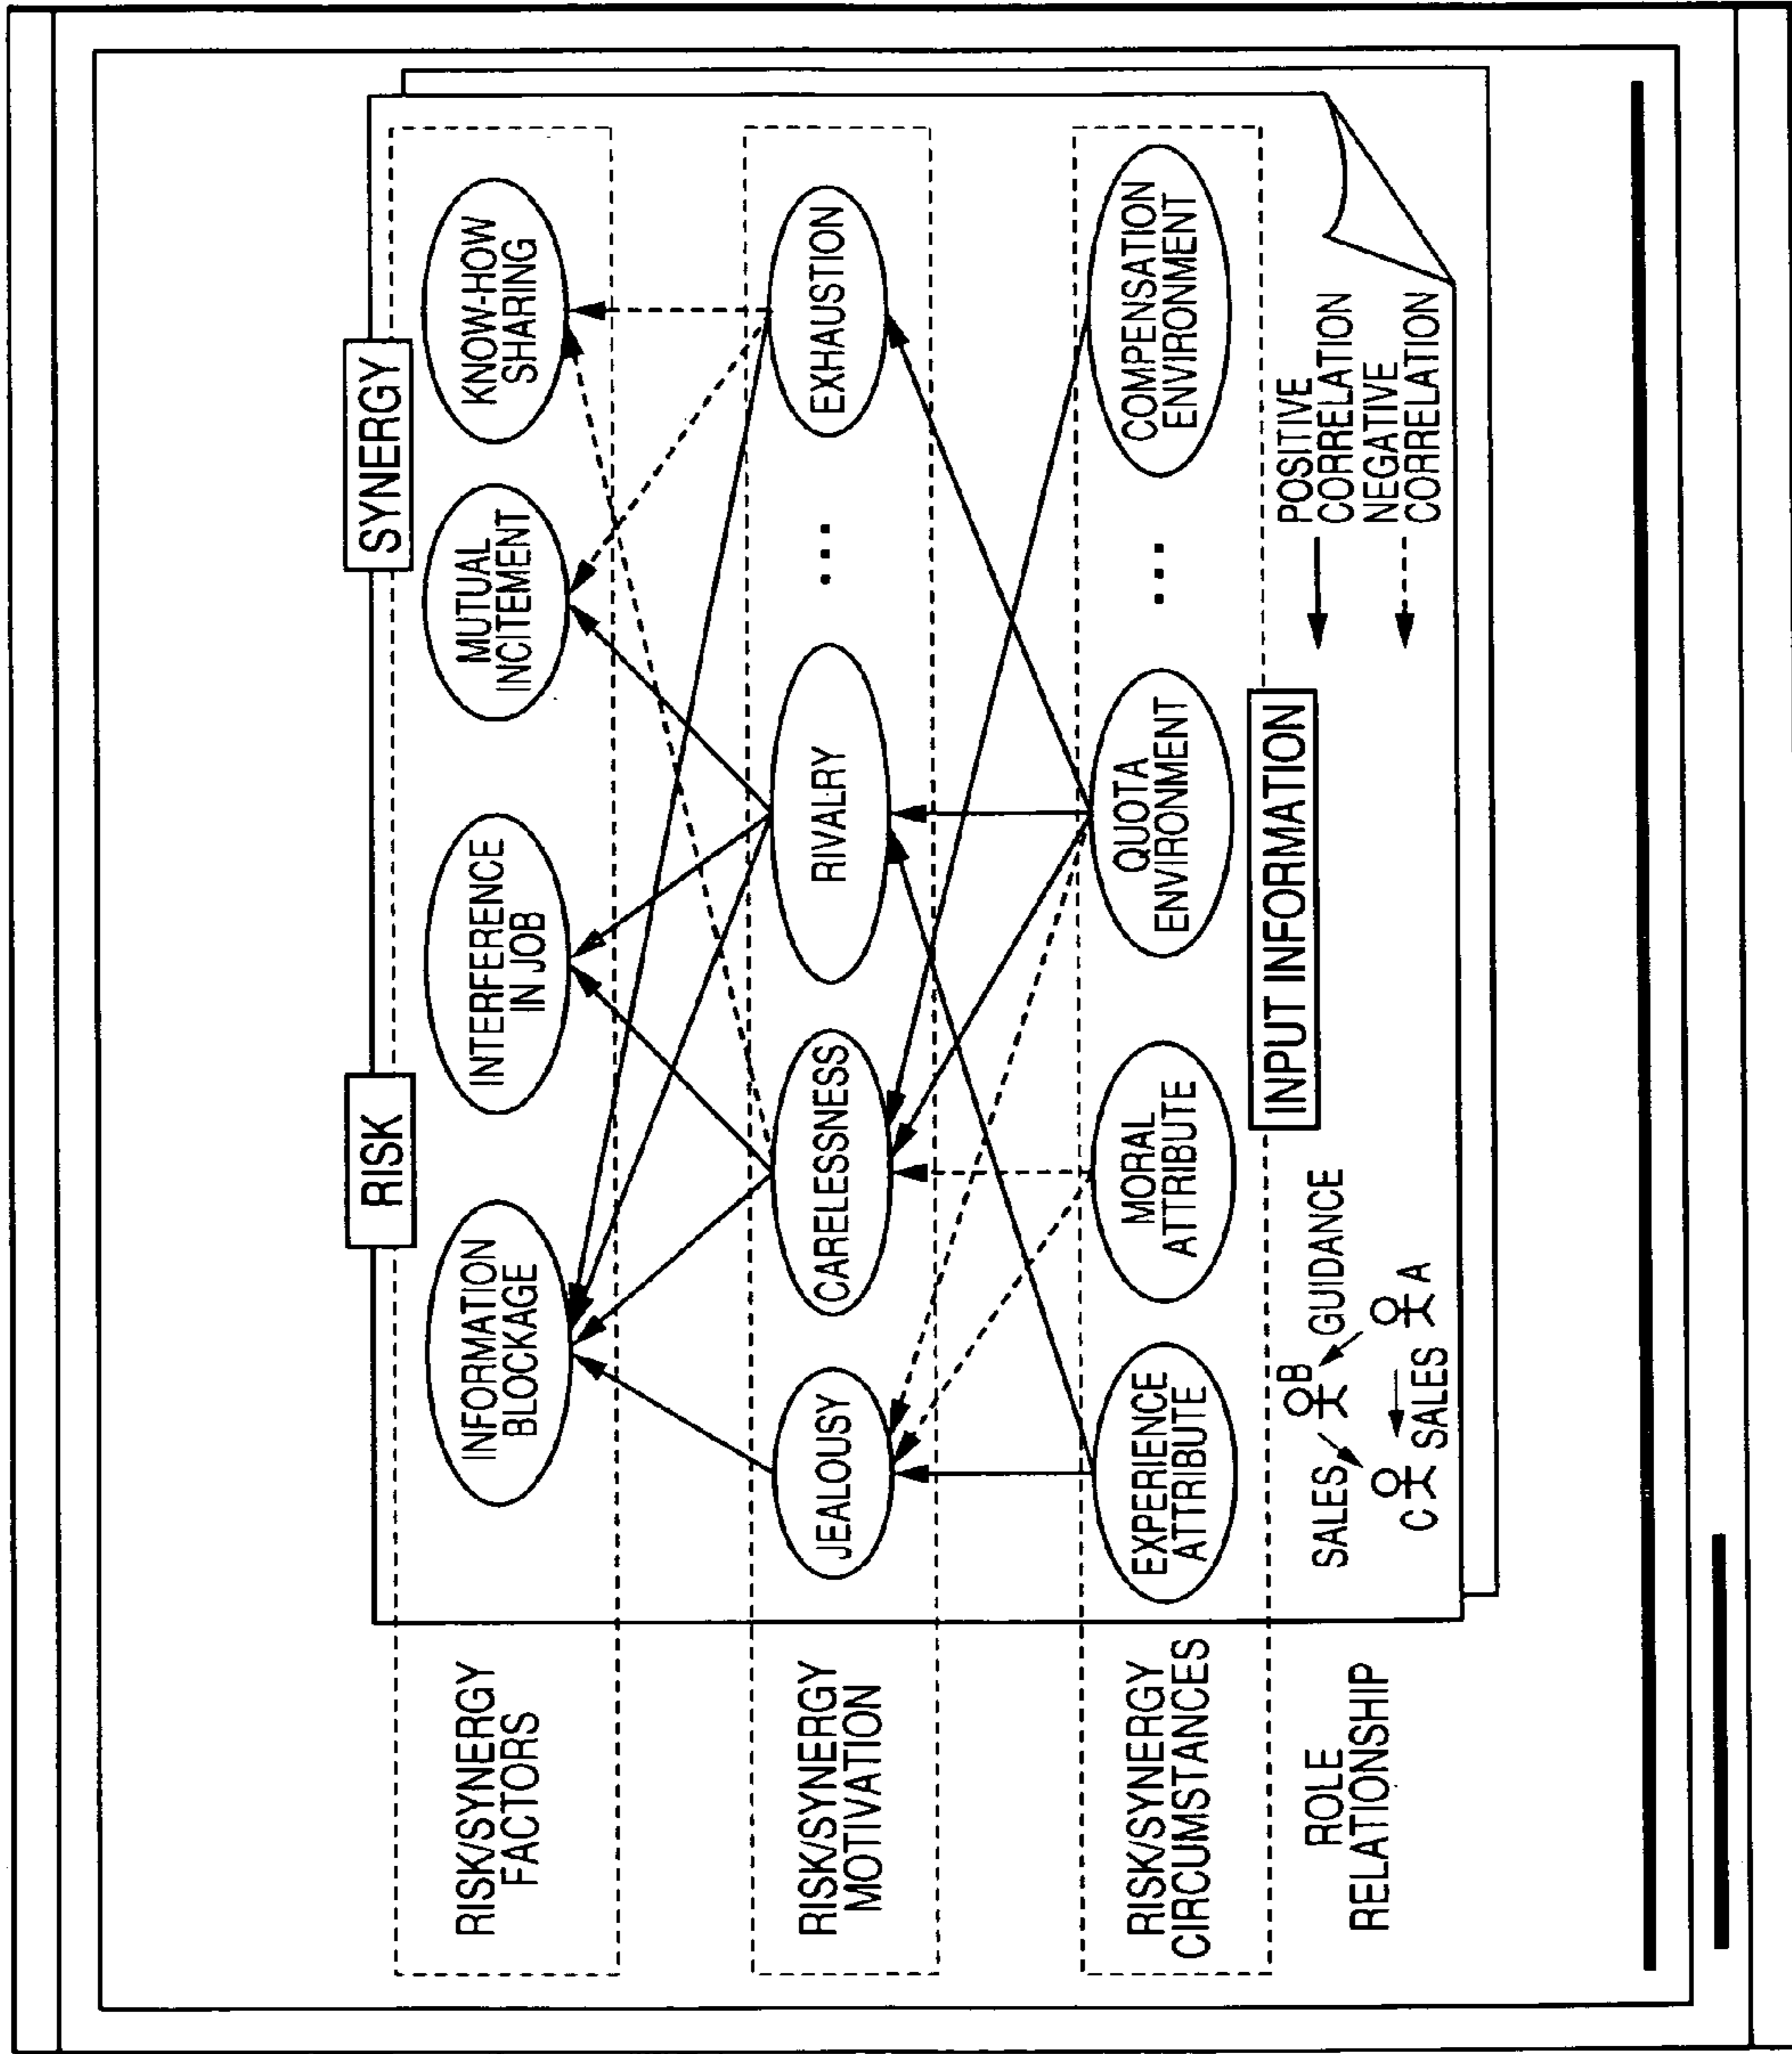 RISK
SYNERGY
RISK/SYNERGY
FACTORS
INFORMATION
BLOCKAGE
INTERFERENCE
IN JOB
MUTUAL
INCITEMENT
KNOW-HOW
SHARING
RISK/SYNERGY
MOTIVATION
JEALOUSY
CARELESSNESS
RIVALRY
...
EXHAUSTION
RISK/SYNERGY
CIRCUMSTANCES
EXPERIENCE
ATTRIBUTE
MORAL
ATTRIBUTE
QUOTA
ENVIRONMENT
...
COMPENSATION
ENVIRONMENT
INPUT INFORMATION
ROLE
RELATIONSHIP
SALES
B
GUIDANCE
C
SALES
A
POSITIVE
CORRELATION
NEGATIVE
CORRELATION